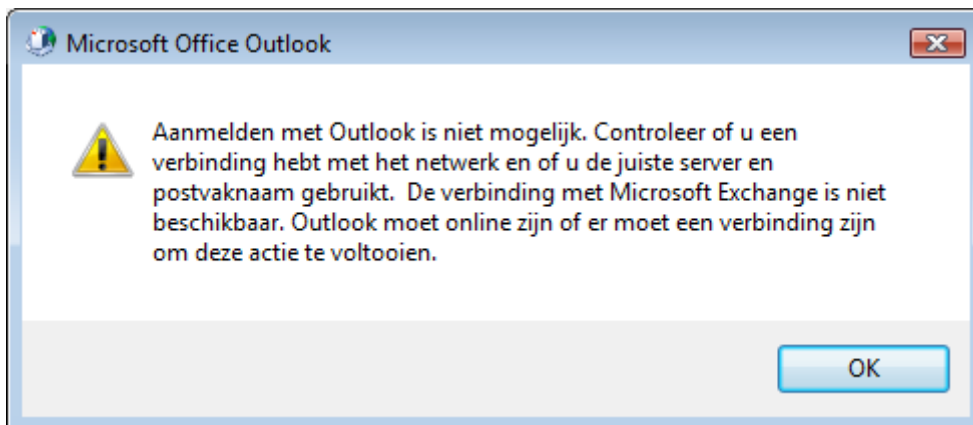 Microsoft Office Outlook
Aanmelden met Outlook is niet mogelijk. Controleer of u een
verbinding hebt met het netwerk en of u de juiste server en
postvaknaam gebruikt.  De verbinding met Microsoft Exchange is niet
beschikbaar. Outlook moet online zijn of er moet een verbinding zijn
om deze actie te voltooien.
OK